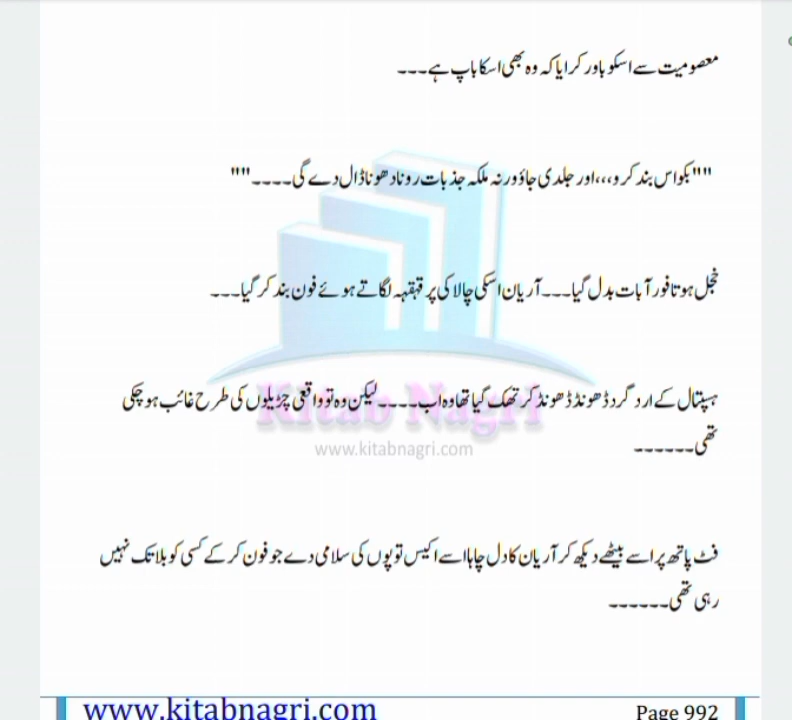 معصومیت سے اسکو باور کرایا کہ وہ بھی اسکا باپ ہے۔۔۔
""بکواس بند کرو،،،،اور جلدی جاؤ ورنہ ملکہ جذبات رونا دھونا ڈال دے گی۔۔۔۔""
خجل ہوتا فوراً بات بدل گیا۔۔۔آریان اسکی چالاکی پر قہقہہ لگاتے ہوئے فون بند کر گیا۔۔۔
ہسپتال کے ارد گرد ڈھونڈ ڈھونڈ کر تھک گیا تھا وہ اب۔۔۔۔لیکن وہ تو واقعی چڑیلوں کی طرح غائب ہو چکی
تھی۔۔۔۔۔۔
Kitab Nagri
www.kitabnagri.com
فٹ پاتھ پر اسے بیٹھے دیکھ کر آریان کا دل چاہا اسے اکیس توپوں کی سلامی دے جو فون کر کے کسی کو بلا تک نہیں
رہی تھی۔۔۔۔۔۔
www.kitabnagri.com
Page 992